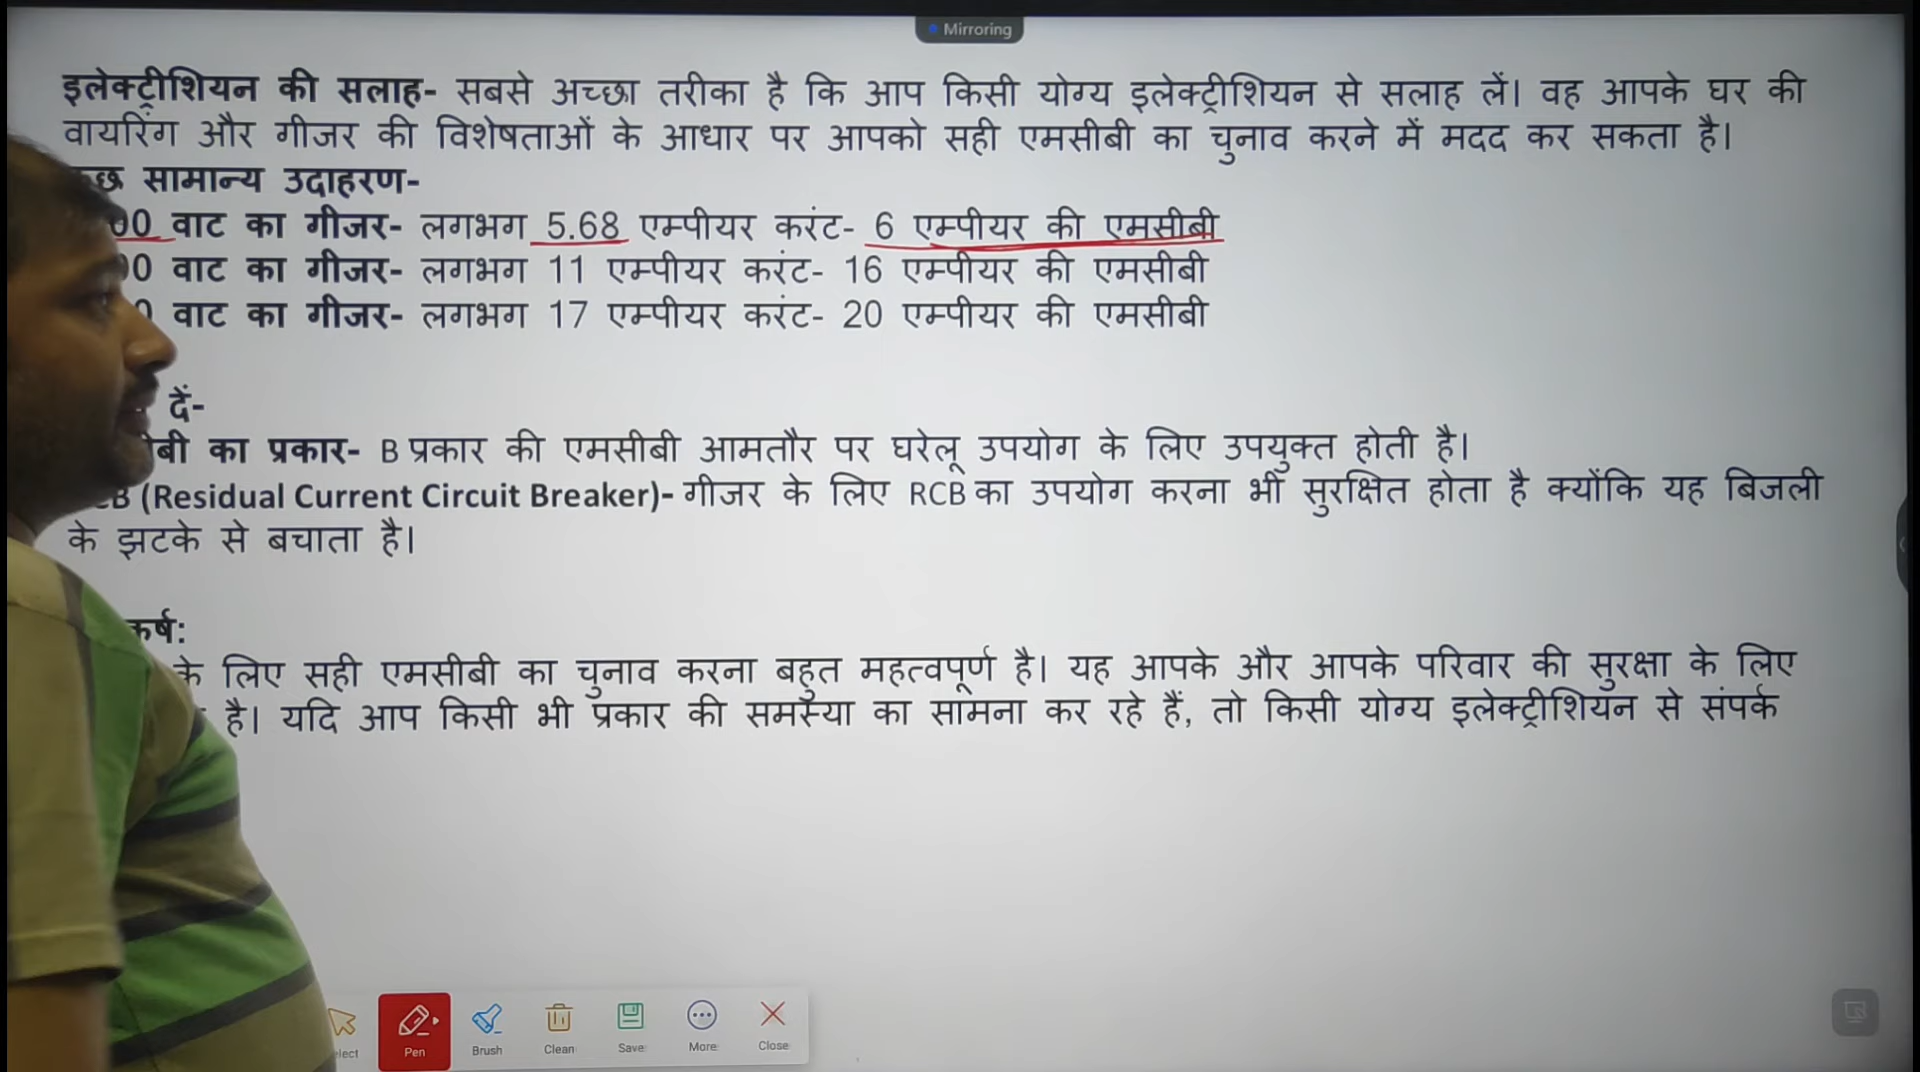 Mirroring
इलेक्ट्रीशियन की सलाह- सबसे अच्छा तरीका है कि आप किसी योग्य इलेक्ट्रीशियन से सलाह लें। वह आपके घर की
वायरिंग और गीजर की विशेषताओं के आधार पर आपको सही एमसीबी का चुनाव करने में मदद कर सकता है।
सामान्य उदाहरण-
वाट का गीजर- लगभग 5.68 एम्पीयर करंट- 6 एम्पीयर की एमसीबी
वाट का गीजर- लगभग 11 एम्पीयर करंट- 16 एम्पीयर की एमसीबी
वाट का गीजर- लगभग 17 एम्पीयर करंट- 20 एम्पीयर की एमसीबी
दें-
का प्रकार- B प्रकार की एमसीबी आमतौर पर घरेलू उपयोग के लिए उपयुक्त होती है।
(Residual Current Circuit Breaker)- गीजर के लिए RCB का उपयोग करना भी सुरक्षित होता है क्योंकि यह बिजली
के झटके से बचाता है।
के लिए सही एमसीबी का चुनाव करना बहुत महत्वपूर्ण है। यह आपके और आपके परिवार की सुरक्षा के लिए
है। यदि आप किसी भी प्रकार की समस्या का सामना कर रहे हैं, तो किसी योग्य इलेक्ट्रीशियन से संपर्क
Pen Brush Clean Save More Close